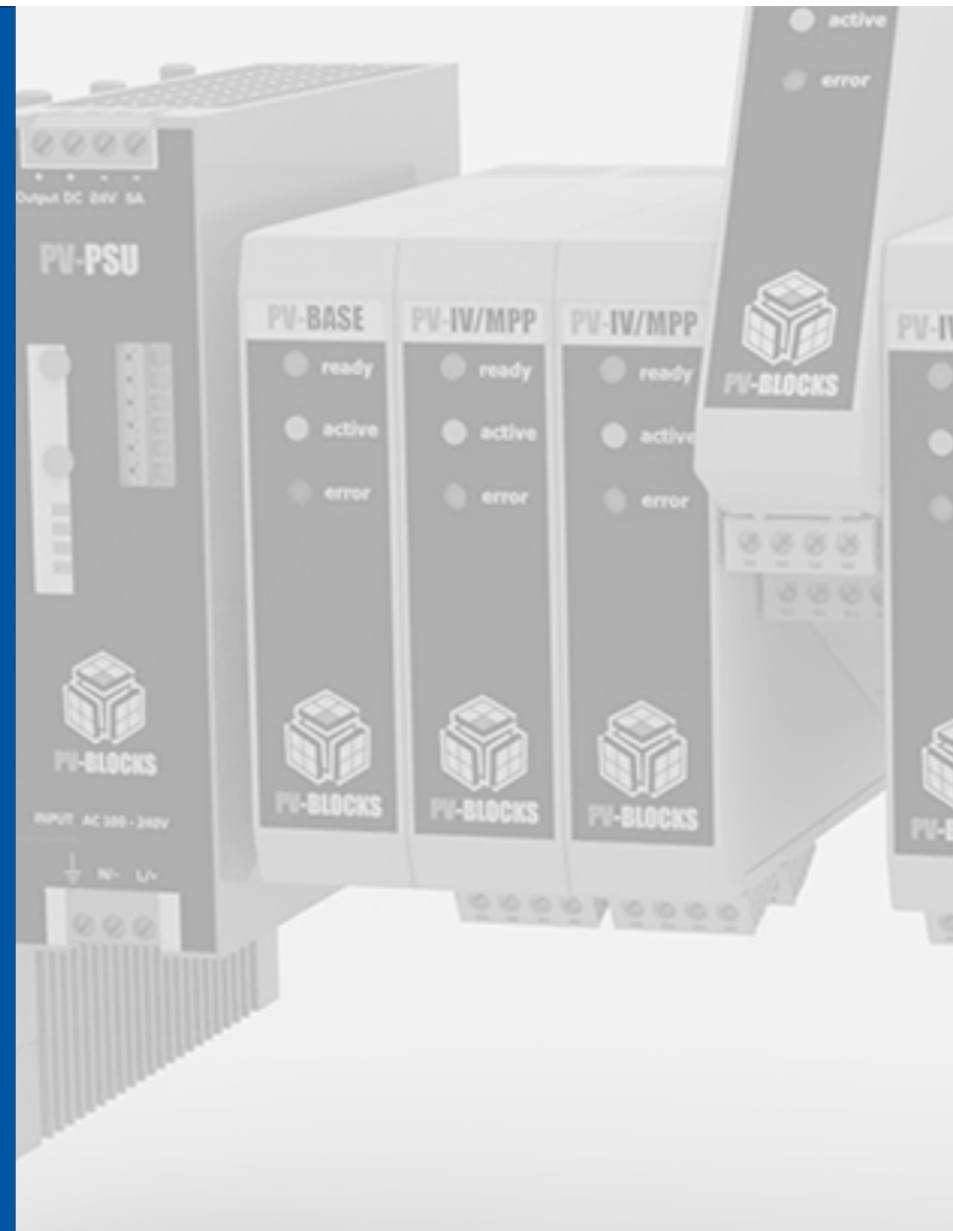 Output DC 24V 5A
PV-PSU
PV-BLOCKS
INPUT AC 100 - 240V
N/- L/+
PV-BASE
ready
active
error
PV-BLOCKS
PV-IV/MPP
ready
active
error
PV-BLOCKS
PV-IV/MPP
ready
active
error
PV-BLOCKS
active
error
PV-BLOCKS